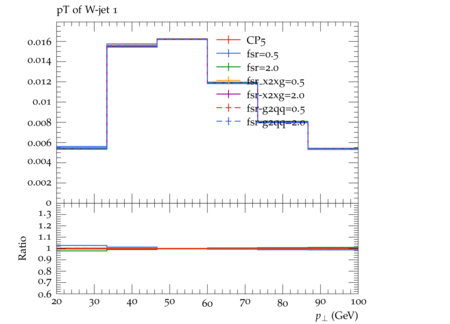 pT of W-jet 1
0.016
0.014
0.012
0.01
0.008
0.006
0.004
0.002
0
CP5
fsr=0.5
fsr=2.0
fsr-x2xg=0.5
fsr-x2xg=2.0
fsr-g2qq=0.5
fsr-g2qq=2.0
Ratio
1.3
1.2
1.1
1
0.9
0.8
0.7
0.6
20 30 40 50 60 70 80 90 100
p⊥ (GeV)